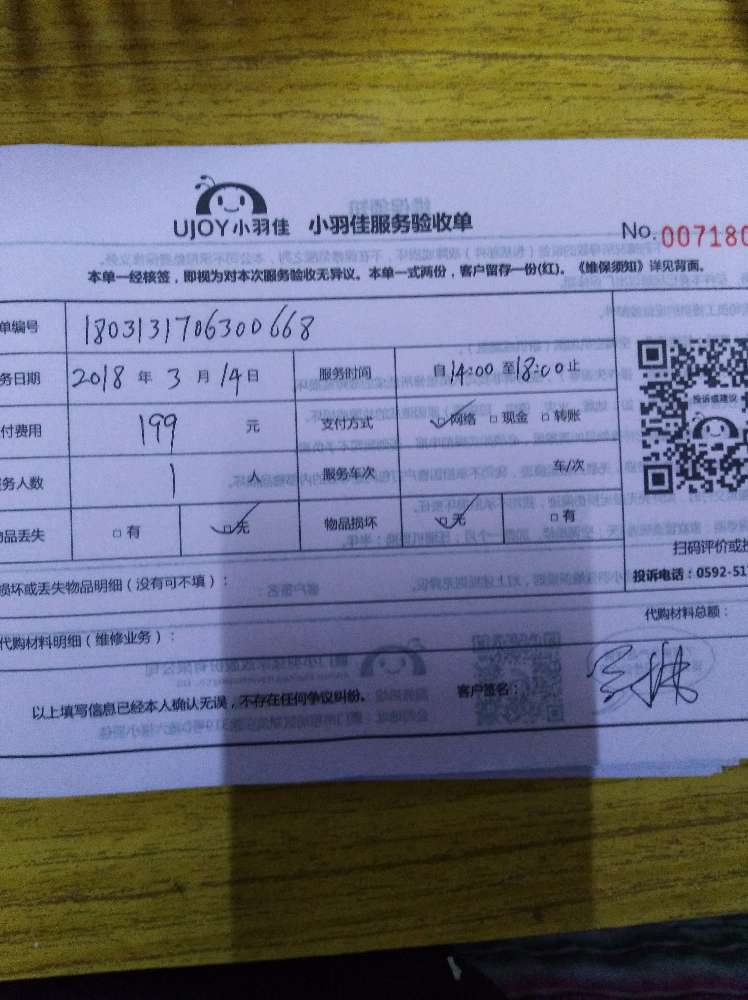 UJOY小羽佳 小羽佳服务验收单
No. 007180
本单一经核签，即视为对本次服务验收无异议。本单一式两份，客户留存一份(红)。《维保须知》详见背面。
单编号 1803131706300668
务日期 2018 年 3 月 14 日 服务时间 自 14:00 至 18:00 止
付费用 199 元 支付方式 网络 现金 转账
投诉或建议
务人数 1 人 服务车次 车/次
物品丢失 有 无 物品损坏 无 有
扫码评价或投
损坏或丢失物品明细（没有可不填）：
投诉电话：0592-51
代购材料总额：
代购材料明细（维修业务）：
以上填写信息已经本人确认无误，不存在任何争议纠纷。 客户签名：